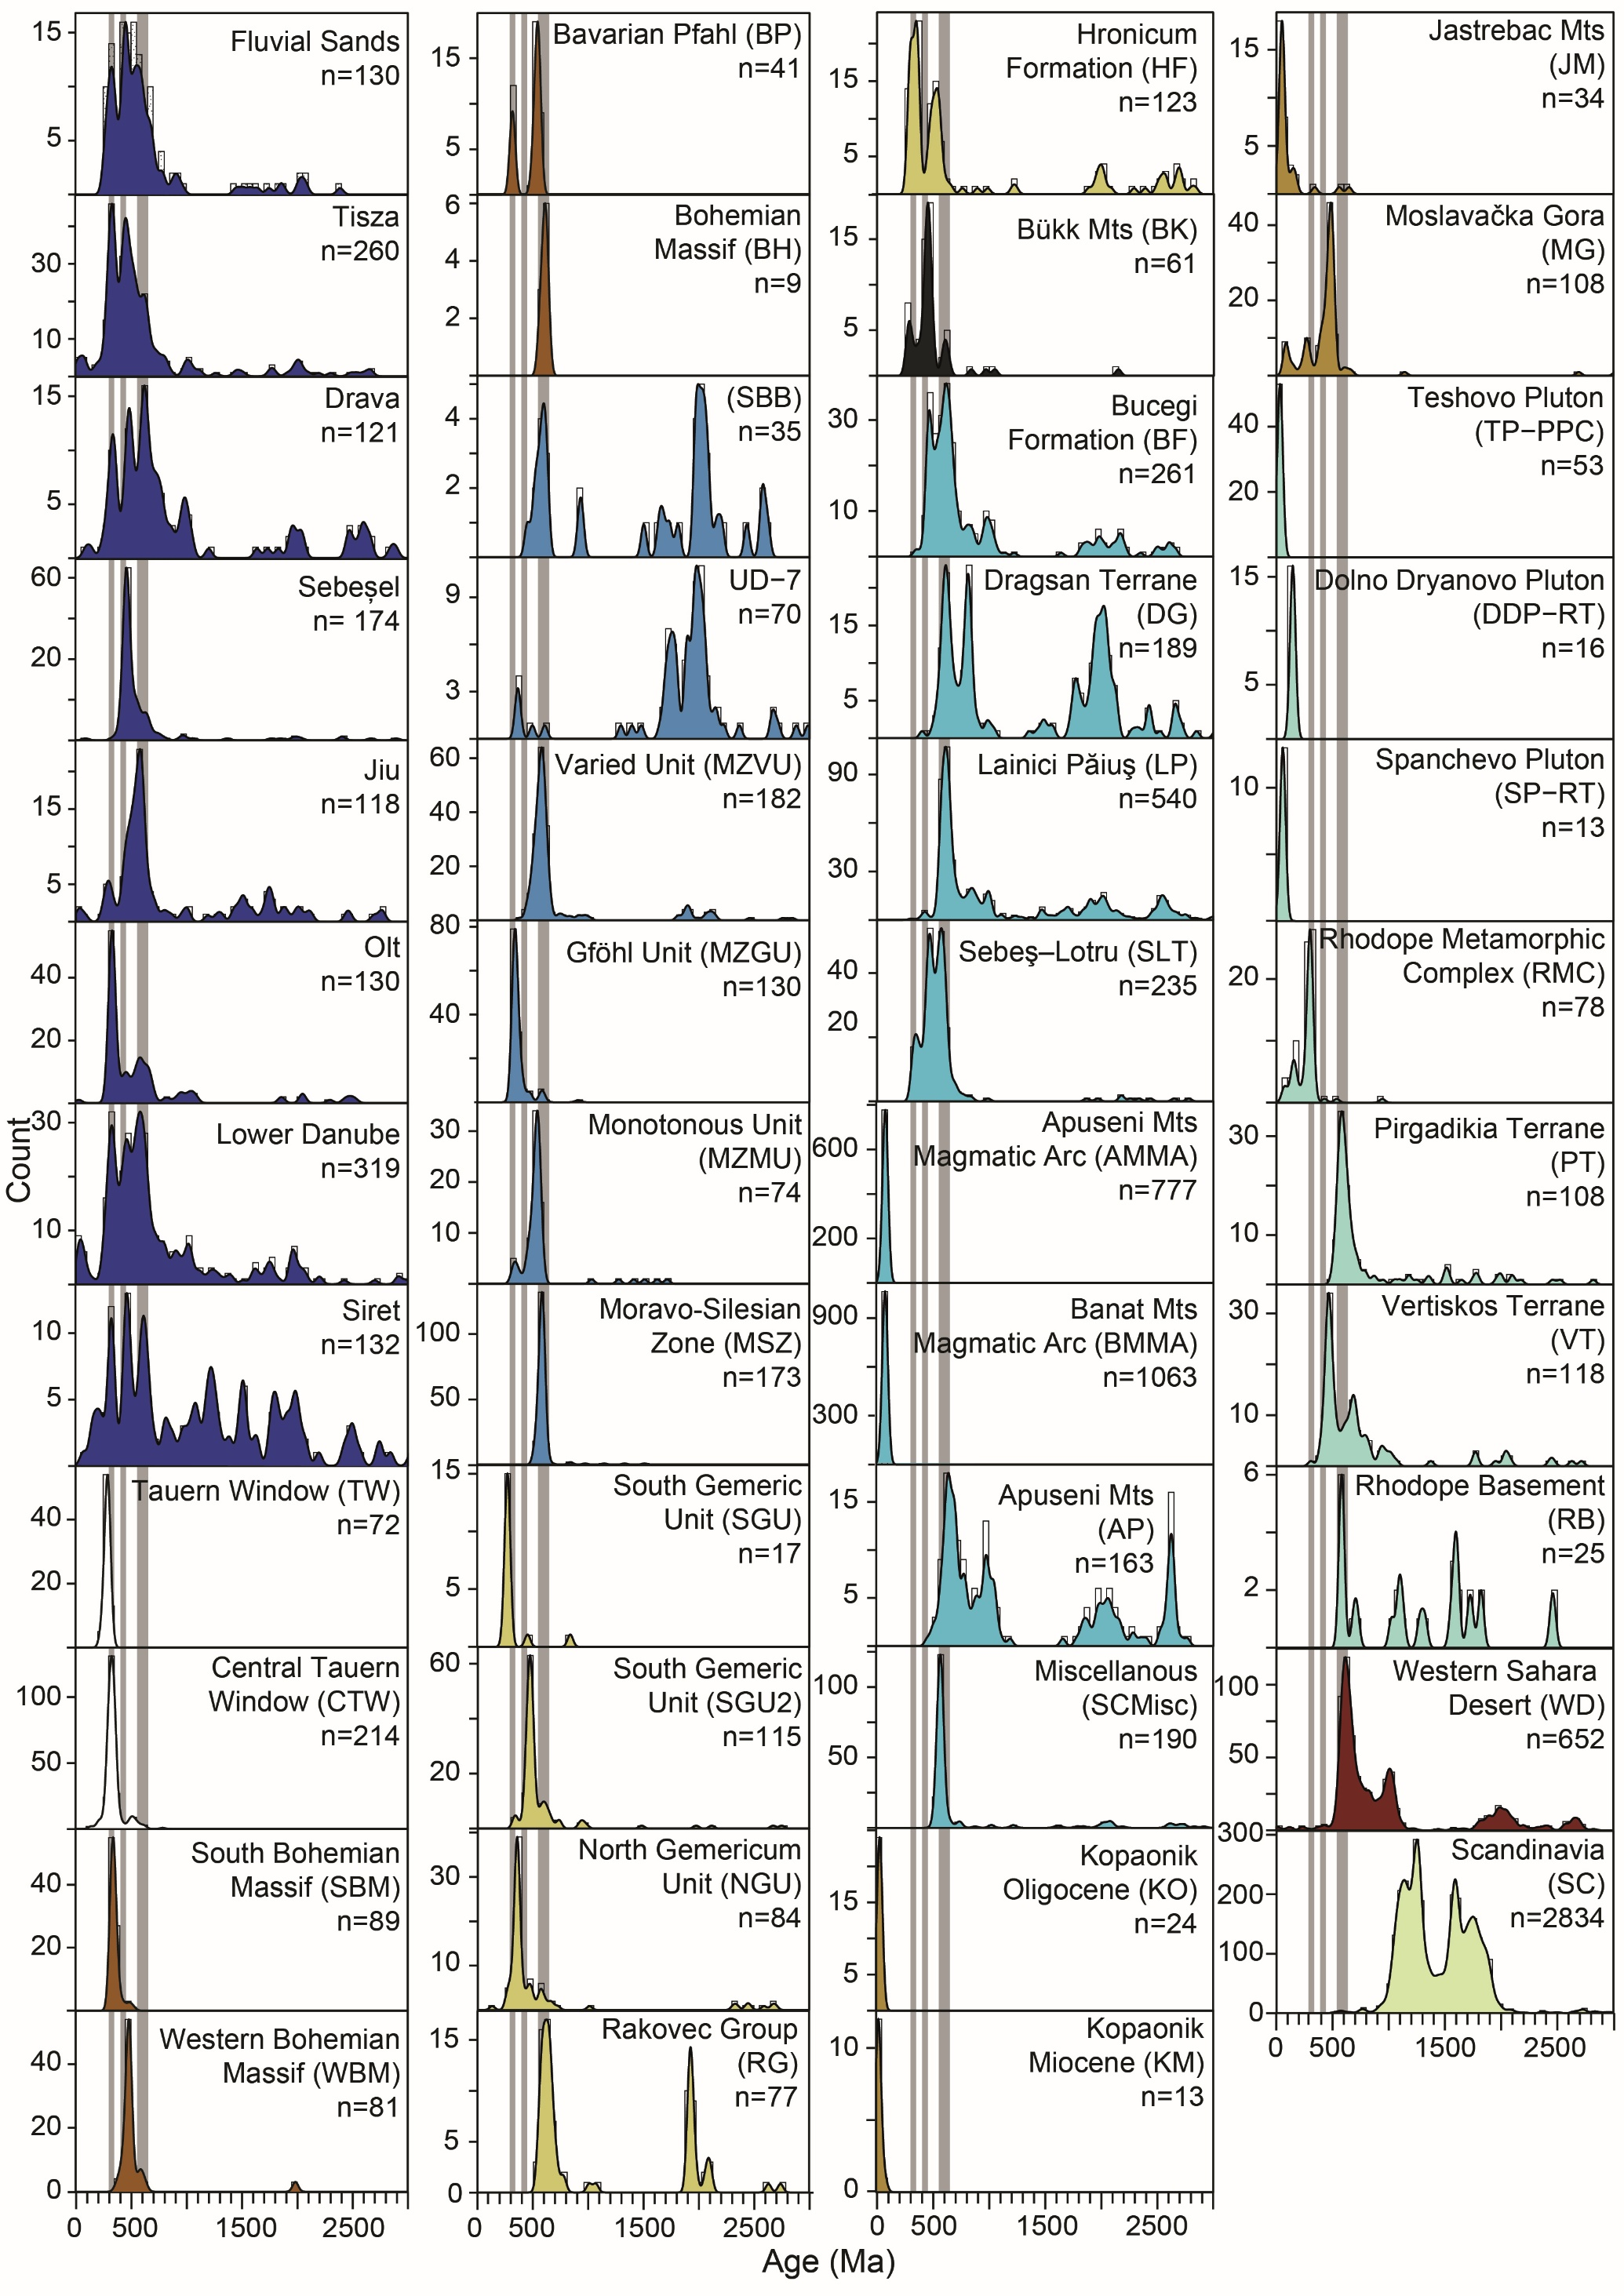 Fluvial Sands
n=130
15
5
Tisza
n=260
30
10
Drava
n=121
15
5
Sebeșel
n= 174
60
20
Jiu
n=118
15
5
Olt
n=130
40
20
Lower Danube
n=319
30
10
Siret
n=132
10
5
Tauern Window (TW)
n=72
40
20
Central Tauern
Window (CTW)
n=214
100
50
South Bohemian
Massif (SBM)
n=89
40
20
Western Bohemian
Massif (WBM)
n=81
40
20
0
0 500 1500 2500
Bavarian Pfahl (BP)
n=41
15
5
Bohemian
Massif (BH)
n=9
6
4
2
(SBB)
n=35
4
2
UD−7
n=70
9
3
Varied Unit (MZVU)
n=182
60
40
20
Gföhl Unit (MZGU)
n=130
80
40
Monotonous Unit
(MZMU)
n=74
30
20
10
Moravo-Silesian
Zone (MSZ)
n=173
100
50
South Gemeric
Unit (SGU)
n=17
15
5
South Gemeric
Unit (SGU2)
n=115
60
20
North Gemericum
Unit (NGU)
n=84
30
10
Rakovec Group
(RG)
n=77
15
5
0
0 500 1500 2500
Hronicum
Formation (HF)
n=123
15
5
Bükk Mts (BK)
n=61
15
5
Bucegi
Formation (BF)
n=261
30
10
Dragsan Terrane
(DG)
n=189
15
5
Lainici Păiuş (LP)
n=540
90
30
Sebeş–Lotru (SLT)
n=235
40
20
Apuseni Mts
Magmatic Arc (AMMA)
n=777
600
200
Banat Mts
Magmatic Arc (BMMA)
n=1063
900
300
Apuseni Mts
(AP)
n=163
15
5
Miscellanous
(SCMisc)
n=190
100
50
Kopaonik
Oligocene (KO)
n=24
15
5
Kopaonik
Miocene (KM)
n=13
10
0
0 500 1500 2500
Jastrebac Mts
(JM)
n=34
15
5
Moslavačka Gora
(MG)
n=108
40
20
Teshovo Pluton
(TP−PPC)
n=53
40
20
Dolno Dryanovo Pluton
(DDP−RT)
n=16
15
5
Spanchevo Pluton
(SP−RT)
n=13
10
Rhodope Metamorphic
Complex (RMC)
n=78
20
Pirgadikia Terrane
(PT)
n=108
30
10
Vertiskos Terrane
(VT)
n=118
30
10
Rhodope Basement
(RB)
n=25
6
2
Western Sahara
Desert (WD)
n=652
100
50
Scandinavia
(SC)
n=2834
300
200
100
0
0 500 1500 2500
Count
Age (Ma)